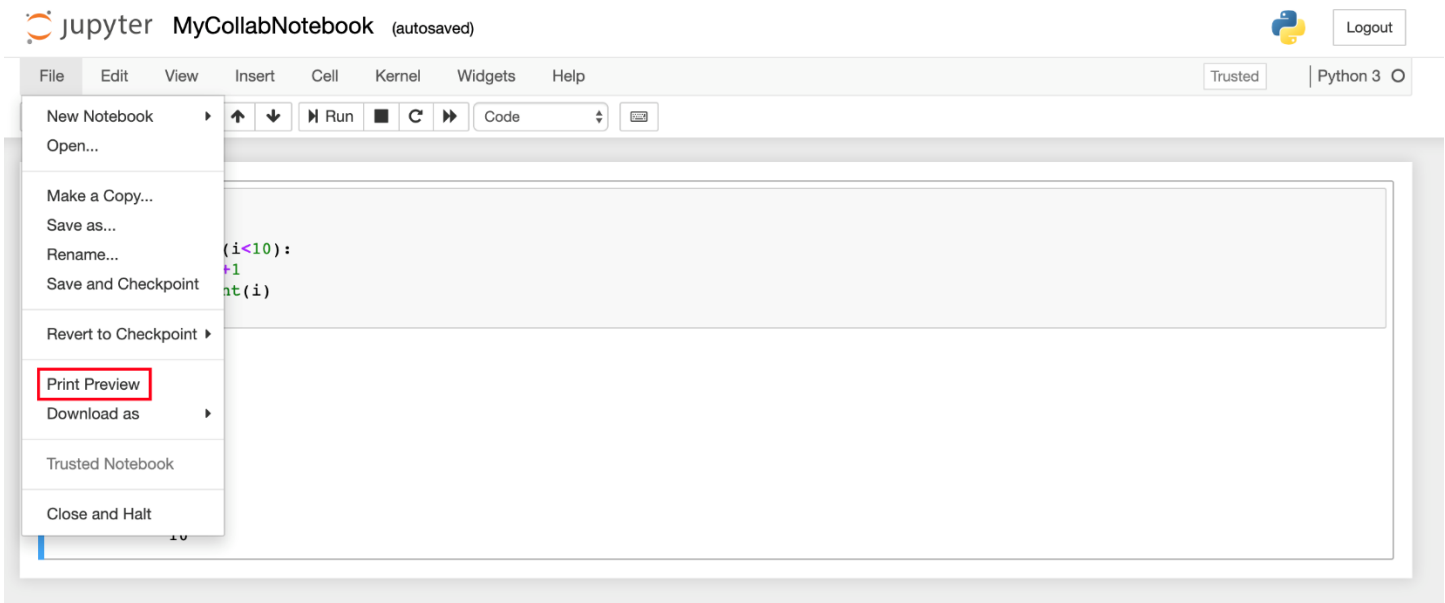 jupyter MyCollabNotebook (autosaved)
Logout
File Edit View Insert Cell Kernel Widgets Help
Trusted
Python 3
New Notebook
Run
Code
Open...
Make a Copy...
Save as...
Rename...
(i<10):
+1
Save and Checkpoint
nt(i)
Revert to Checkpoint
Print Preview
Download as
Trusted Notebook
Close and Halt
10